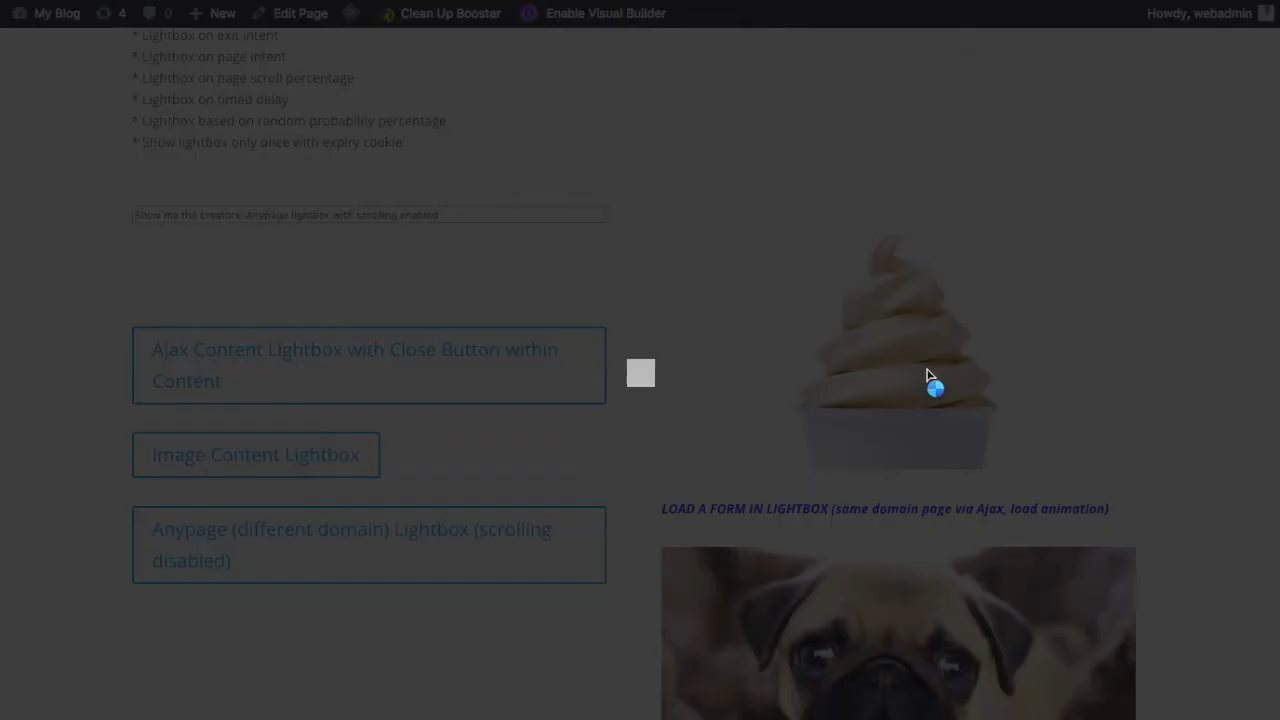 My Blog 4 0 New Edit Page Clean Up Booster Enable Visual Builder Howdy, webadmin
* Lightbox on exit intent
* Lightbox on page intent
* Lightbox on page scroll percentage
* Lightbox on timed delay
* Lightbox based on random probability percentage
* Show lightbox only once with expiry cookie
Show me the creators. Anypage lightbox with scrolling enabled
Ajax Content Lightbox with Close Button within
Content
Image Content Lightbox
Anypage (different domain) Lightbox (scrolling
disabled)
LOAD A FORM IN LIGHTBOX (same domain page via Ajax, load animation)